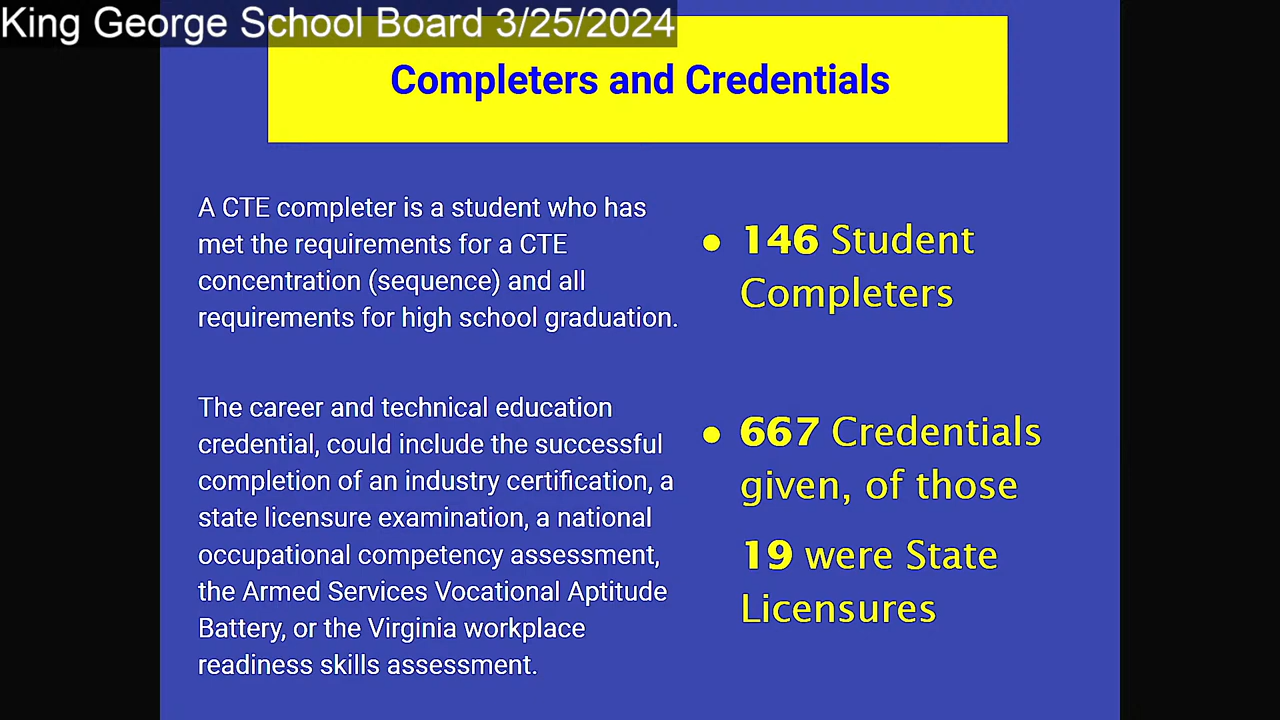 King George School Board 3/25/2024
Completers and Credentials
A CTE completer is a student who has
met the requirements for a CTE
concentration (sequence) and all
requirements for high school graduation.
• 146 Student
Completers
The career and technical education
credential, could include the successful
completion of an industry certification, a
state licensure examination, a national
occupational competency assessment,
the Armed Services Vocational Aptitude
Battery, or the Virginia workplace
readiness skills assessment.
• 667 Credentials
given, of those
19 were State
Licensures